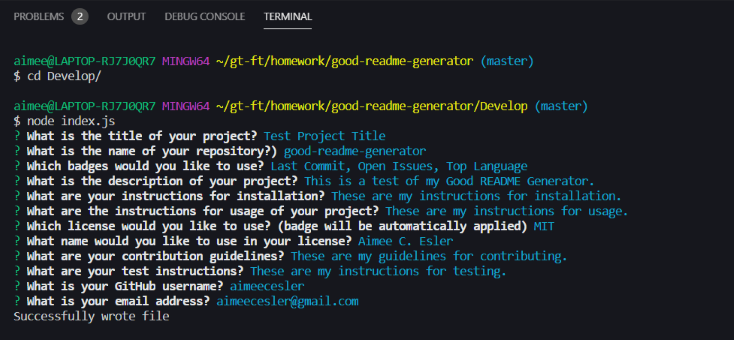 PROBLEMS 2 OUTPUT DEBUG CONSOLE TERMINAL
aimee@LAPTOP-RJ7J0QR7 MINGW64 ~/gt-ft/homework/good-readme-generator (master)
$ cd Develop/
aimee@LAPTOP-RJ7J0QR7 MINGW64 ~/gt-ft/homework/good-readme-generator/Develop (master)
$ node index.js
? What is the title of your project? Test Project Title
? What is the name of your repository?) good-readme-generator
? Which badges would you like to use? Last Commit, Open Issues, Top Language
? What is the description of your project? This is a test of my Good README Generator.
? What are your instructions for installation? These are my instructions for installation.
? What are the instructions for usage of your project? These are my instructions for usage.
? Which license would you like to use? (badge will be automatically applied) MIT
? What name would you like to use in your license? Aimee C. Esler
? What are your contribution guidelines? These are my guidelines for contributing.
? What are your test instructions? These are my instructions for testing.
? What is your GitHub username? aimeecesler
? What is your email address? aimeecesler@gmail.com
Successfully wrote file